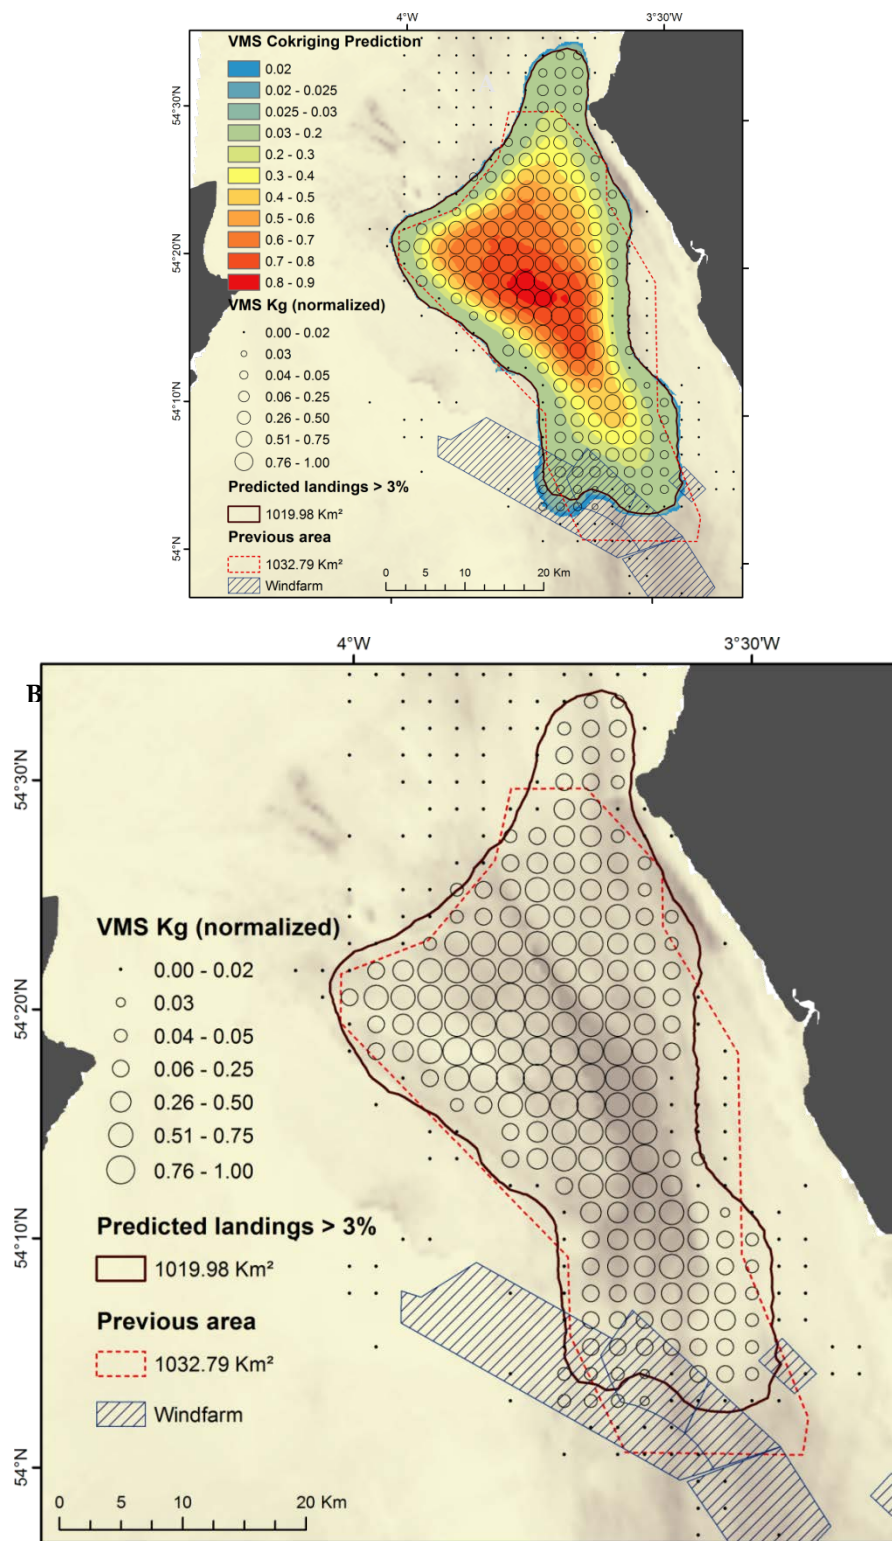 4°W 3°30'W
VMS Cokriging Prediction
0.02
0.02 - 0.025
0.025 - 0.03
0.03 - 0.2
0.2 - 0.3
0.3 - 0.4
0.4 - 0.5
0.5 - 0.6
0.6 - 0.7
0.7 - 0.8
0.8 - 0.9
VMS Kg (normalized)
0.00 - 0.02
0.03
0.04 - 0.05
0.06 - 0.25
0.26 - 0.50
0.51 - 0.75
0.76 - 1.00
Predicted landings > 3%
1019.98 Km²
Previous area
1032.79 Km²
Windfarm
0 5 10 20 Km
54°30'N
54°20'N
54°10'N
54°N
4°W 3°30'W
B
VMS Kg (normalized)
0.00 - 0.02
0.03
0.04 - 0.05
0.06 - 0.25
0.26 - 0.50
0.51 - 0.75
0.76 - 1.00
Predicted landings > 3%
1019.98 Km²
Previous area
1032.79 Km²
Windfarm
0 5 10 20 Km
54°30'N
54°20'N
54°10'N
54°N